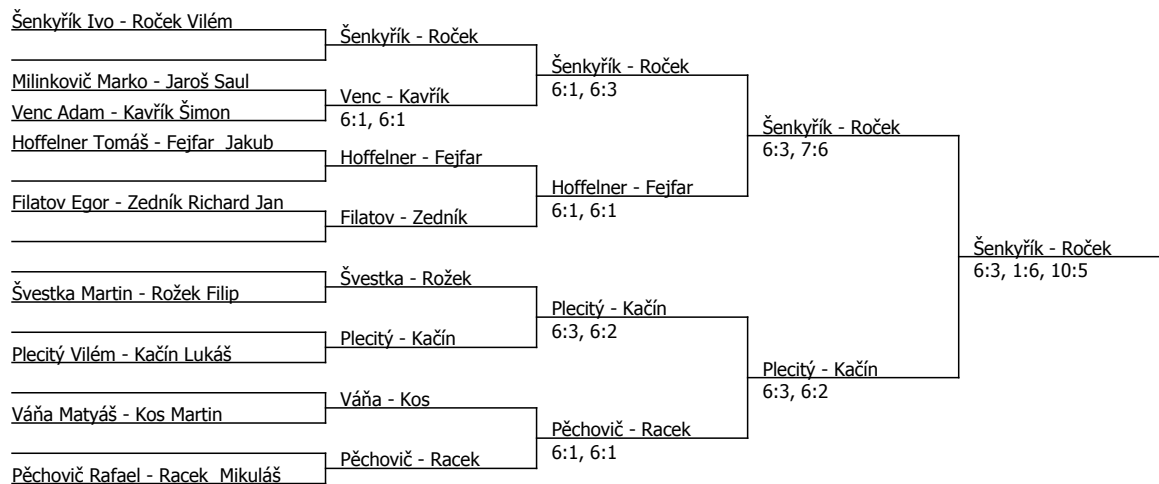 Šenkyřík Ivo - Roček Vilém
Milinkovič Marko - Jaroš Saul
Venc Adam - Kavřík Šimon
Hoffelner Tomáš - Fejfar  Jakub
Filatov Egor - Zedník Richard Jan
Švestka Martin - Rožek Filip
Plecitý Vilém - Kačín Lukáš
Váňa Matyáš - Kos Martin
Pěchovič Rafael - Racek  Mikuláš
Šenkyřík - Roček
Venc - Kavřík
6:1, 6:1
Hoffelner - Fejfar
Filatov - Zedník
Švestka - Rožek
Plecitý - Kačín
Váňa - Kos
Pěchovič - Racek
Šenkyřík - Roček
6:1, 6:3
Hoffelner - Fejfar
6:1, 6:1
Plecitý - Kačín
6:3, 6:2
Pěchovič - Racek
6:1, 6:1
Šenkyřík - Roček
6:3, 7:6
Plecitý - Kačín
6:3, 6:2
Šenkyřík - Roček
6:3, 1:6, 10:5